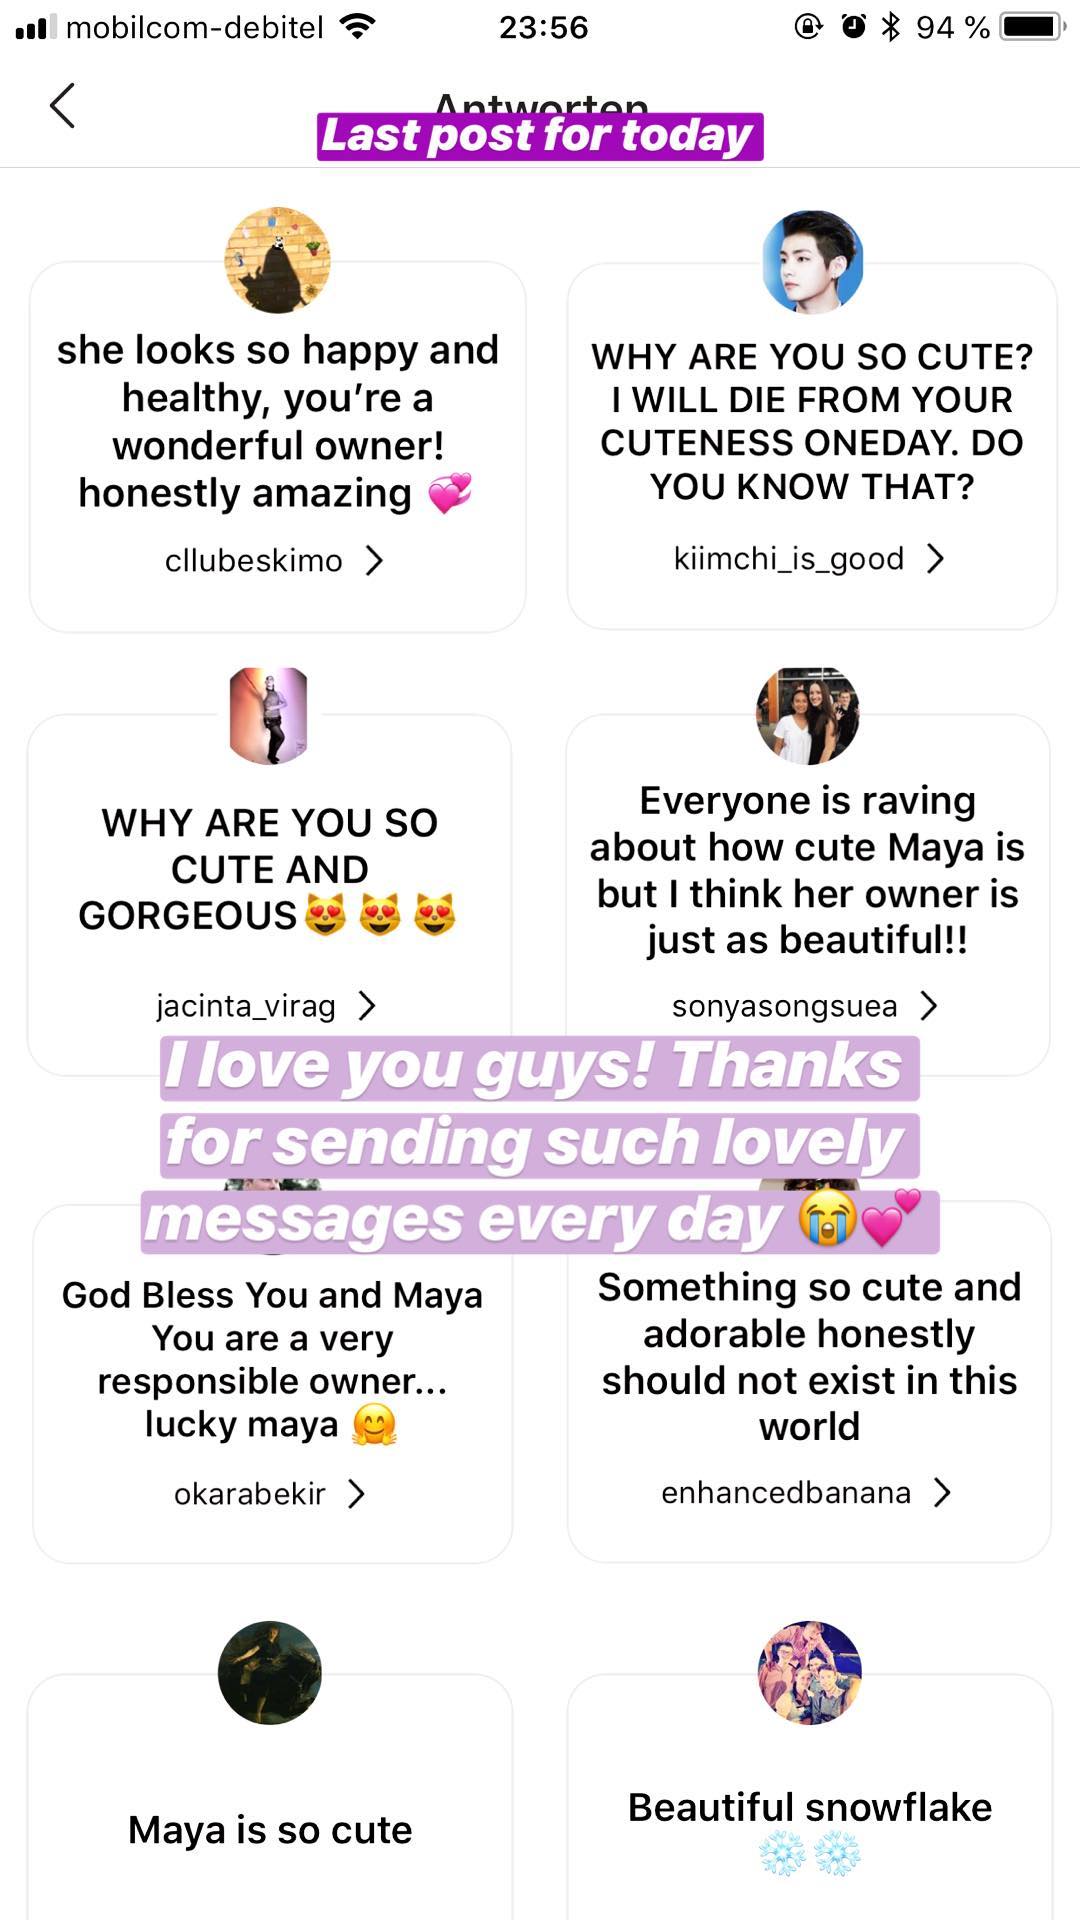 mobilcom-debitel
23:56
94 %
Antworten
Last post for today
she looks so happy and
healthy, you’re a
wonderful owner!
honestly amazing 💞
cllubeskimo
WHY ARE YOU SO CUTE?
I WILL DIE FROM YOUR
CUTENESS ONEDAY. DO
YOU KNOW THAT?
kiimchi_is_good
WHY ARE YOU SO
CUTE AND
GORGEOUS😻 😻 😻
jacinta_virag
Everyone is raving
about how cute Maya is
but I think her owner is
just as beautiful!!
sonyasongsuea
I love you guys! Thanks
for sending such lovely
messages every day 😭💕
God Bless You and Maya
You are a very
responsible owner...
lucky maya 🤗
okarabekir
Something so cute and
adorable honestly
should not exist in this
world
enhancedbanana
Maya is so cute
Beautiful snowflake
❄️ ❄️